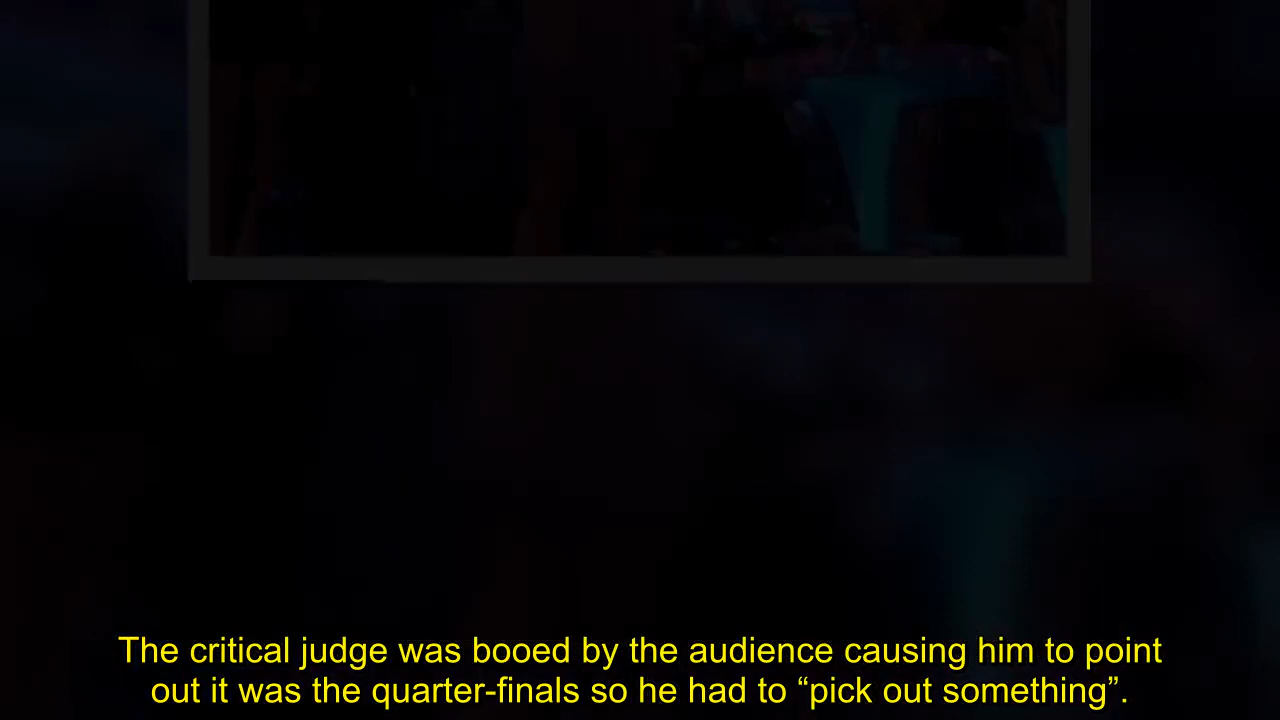 The critical judge was booed by the audience causing him to point
out it was the quarter-finals so he had to “pick out something”.